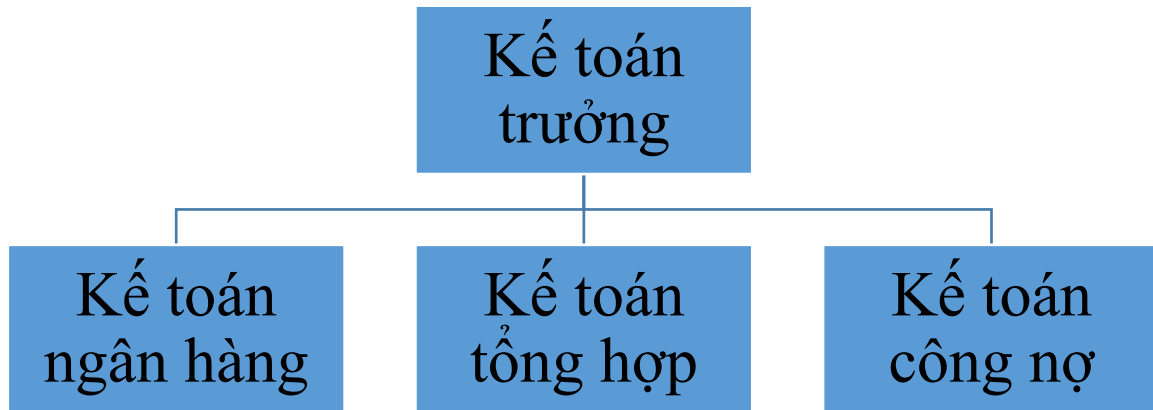 Kế toán
trưởng
Kế toán
ngân hàng
Kế toán
tổng hợp
Kế toán
công nợ